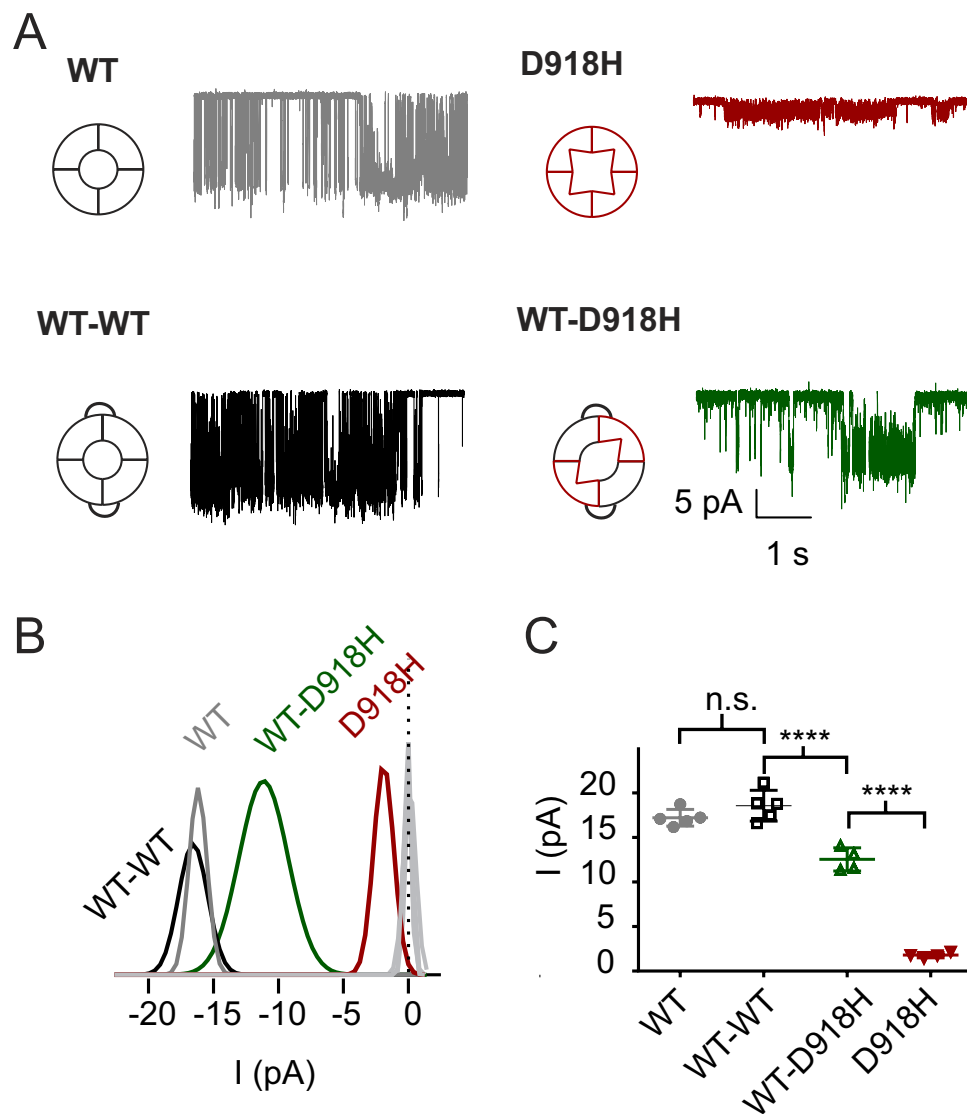 A
WT
D918H
WT-WT
WT-D918H
5 pA
1 s
B
WT-WT
WT
WT-D918H
D918H
-20 -15 -10 -5 0
I (pA)
C
n.s.
****
****
I (pA)
20
15
10
5
0
WT
WT-WT
WT-D918H
D918H